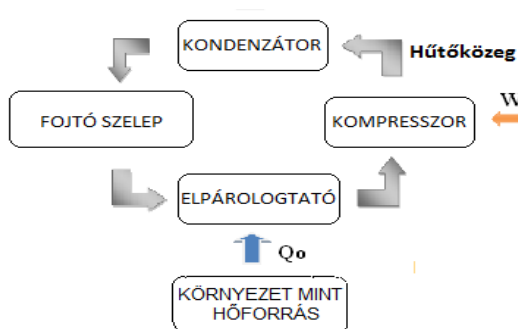 KONDENZÁTOR
Hűtőközeg
FOJTÓ SZELEP
KOMPRESSZOR
W
ELPÁROLOGTATÓ
Qo
KÖRNYEZET MINT
HŐFORRÁS